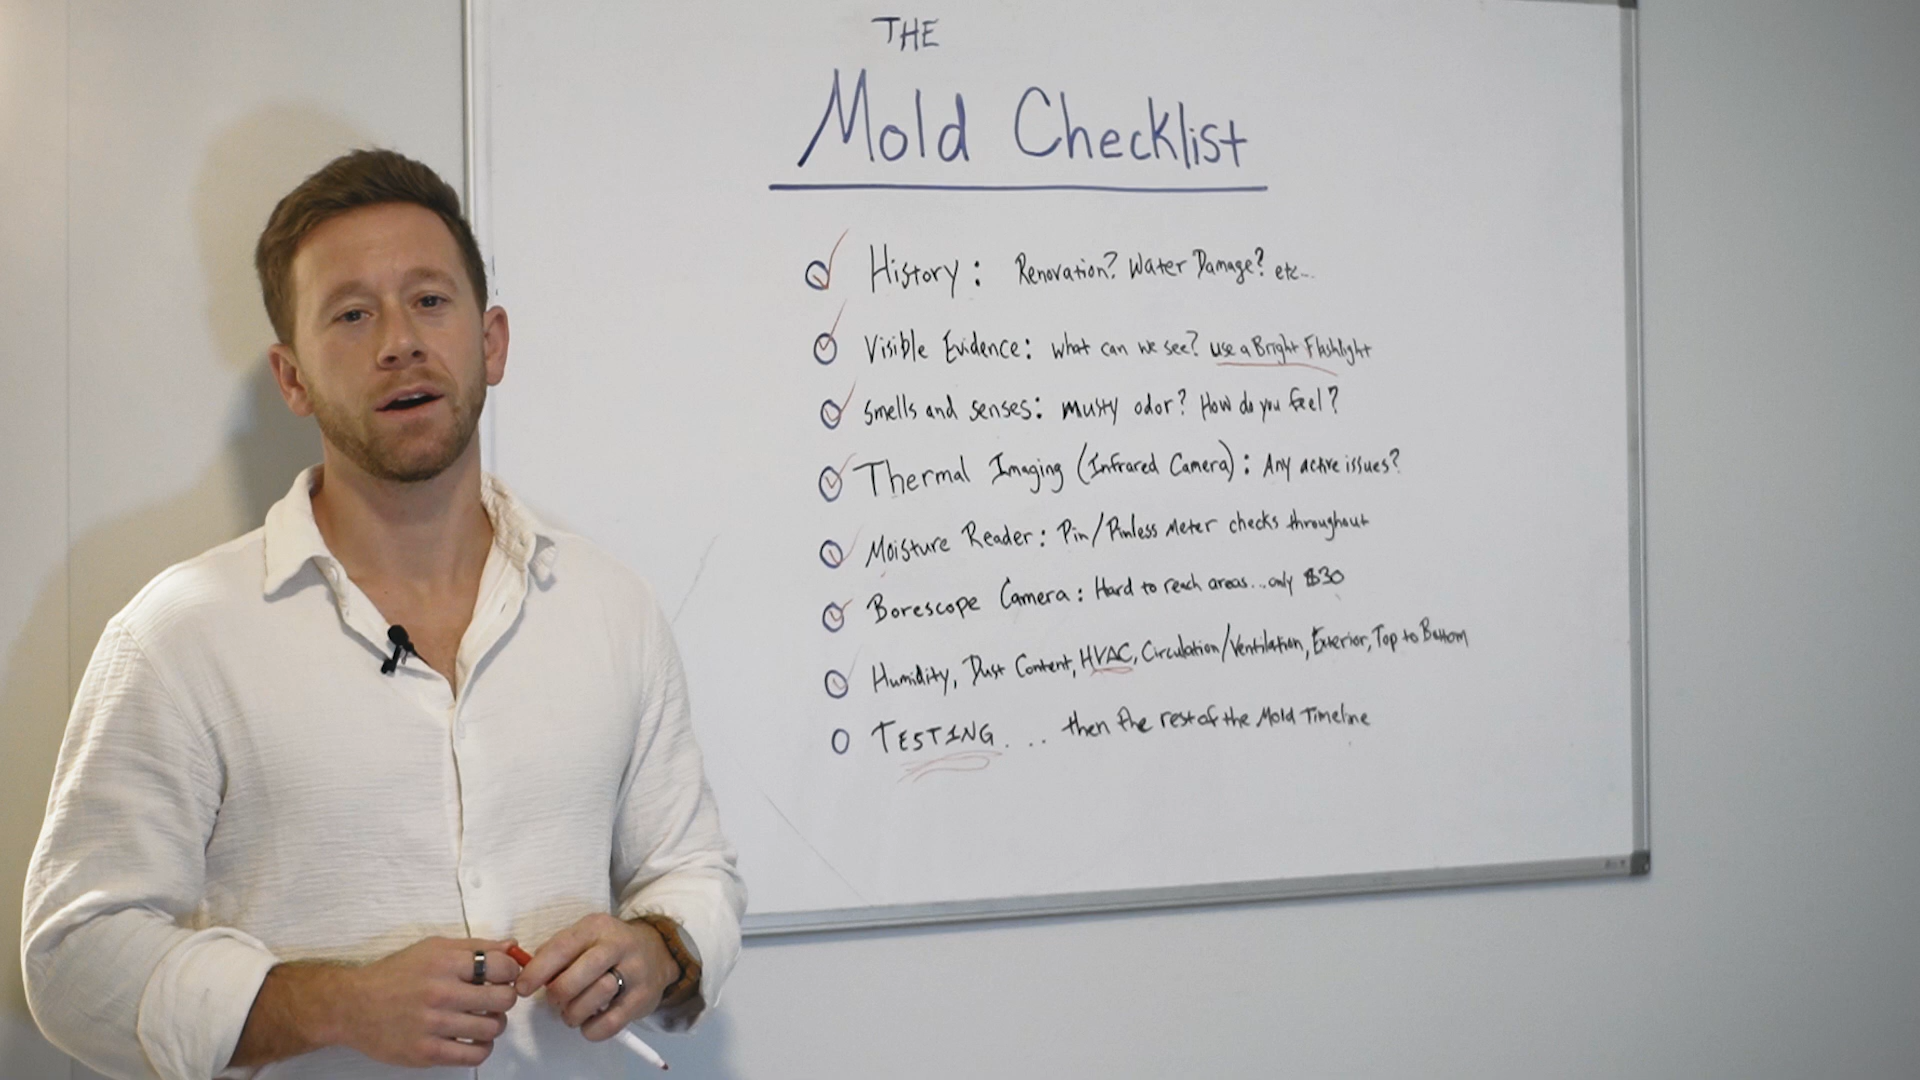 THE
Mold Checklist
History: Renovation? Water Damage? etc...
Visible Evidence: what can we see? use a Bright Flashlight
Smells and senses: musty odor? How do you feel?
Thermal Imaging (Infrared Camera): Any active issues?
Moisture Reader: Pin/Pinless Meter checks throughout
Borescope Camera: Hard to reach areas...only $30
Humidity, Dust Content, HVAC, Circulation/Ventilation, Exterior, Top to Bottom
TESTING.... then the rest of the Mold Timeline